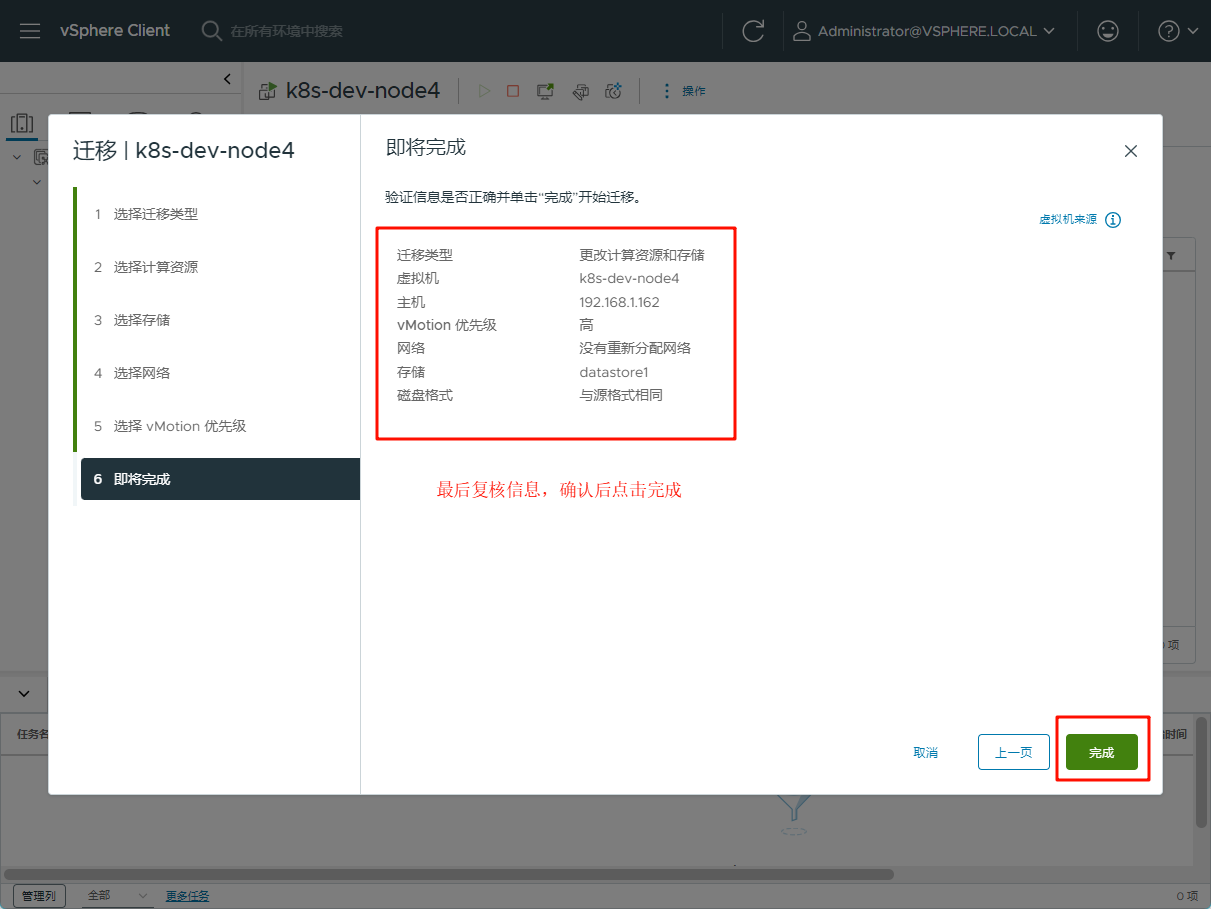 vSphere Client
在所有环境中搜索
Administrator@VSPHERE.LOCAL
k8s-dev-node4
操作
迁移 | k8s-dev-node4
1 选择迁移类型
2 选择计算资源
3 选择存储
4 选择网络
5 选择 vMotion 优先级
6 即将完成
即将完成
验证信息是否正确并单击“完成”开始迁移。
虚拟机来源
迁移类型 更改计算资源和存储
虚拟机 k8s-dev-node4
主机 192.168.1.162
vMotion 优先级 高
网络 没有重新分配网络
存储 datastore1
磁盘格式 与源格式相同
最后复核信息，确认后点击完成
项
取消
上一页
完成
任务名
时间
管理列
全部
更多任务
0 项